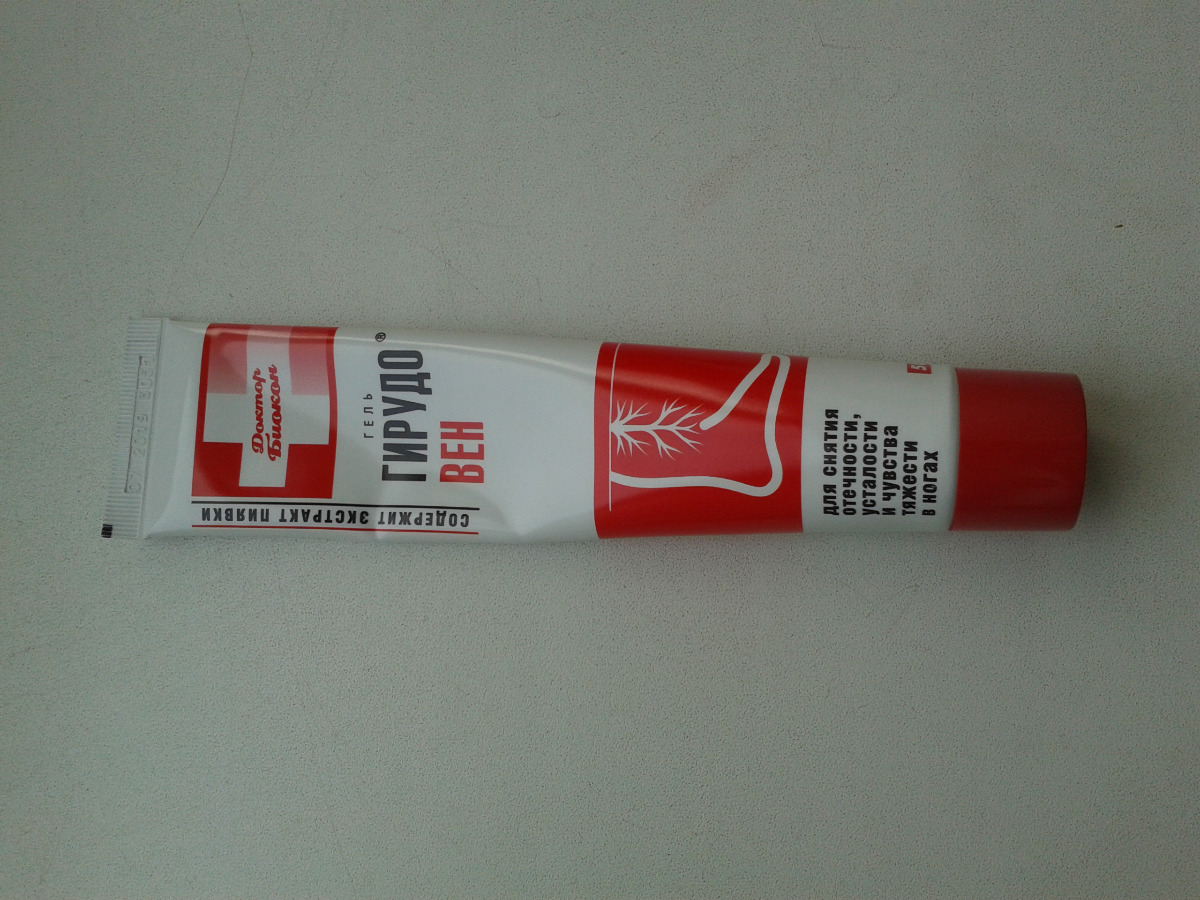 Доктор
Биокон
ГЕЛЬ
ГИРУДО®
ВЕН
СОДЕРЖИТ ЭКСТРАКТ ПИЯВКИ
ДЛЯ СНЯТИЯ
ОТЕЧНОСТИ,
УСТАЛОСТИ
И ЧУВСТВА
ТЯЖЕСТИ
В НОГАХ